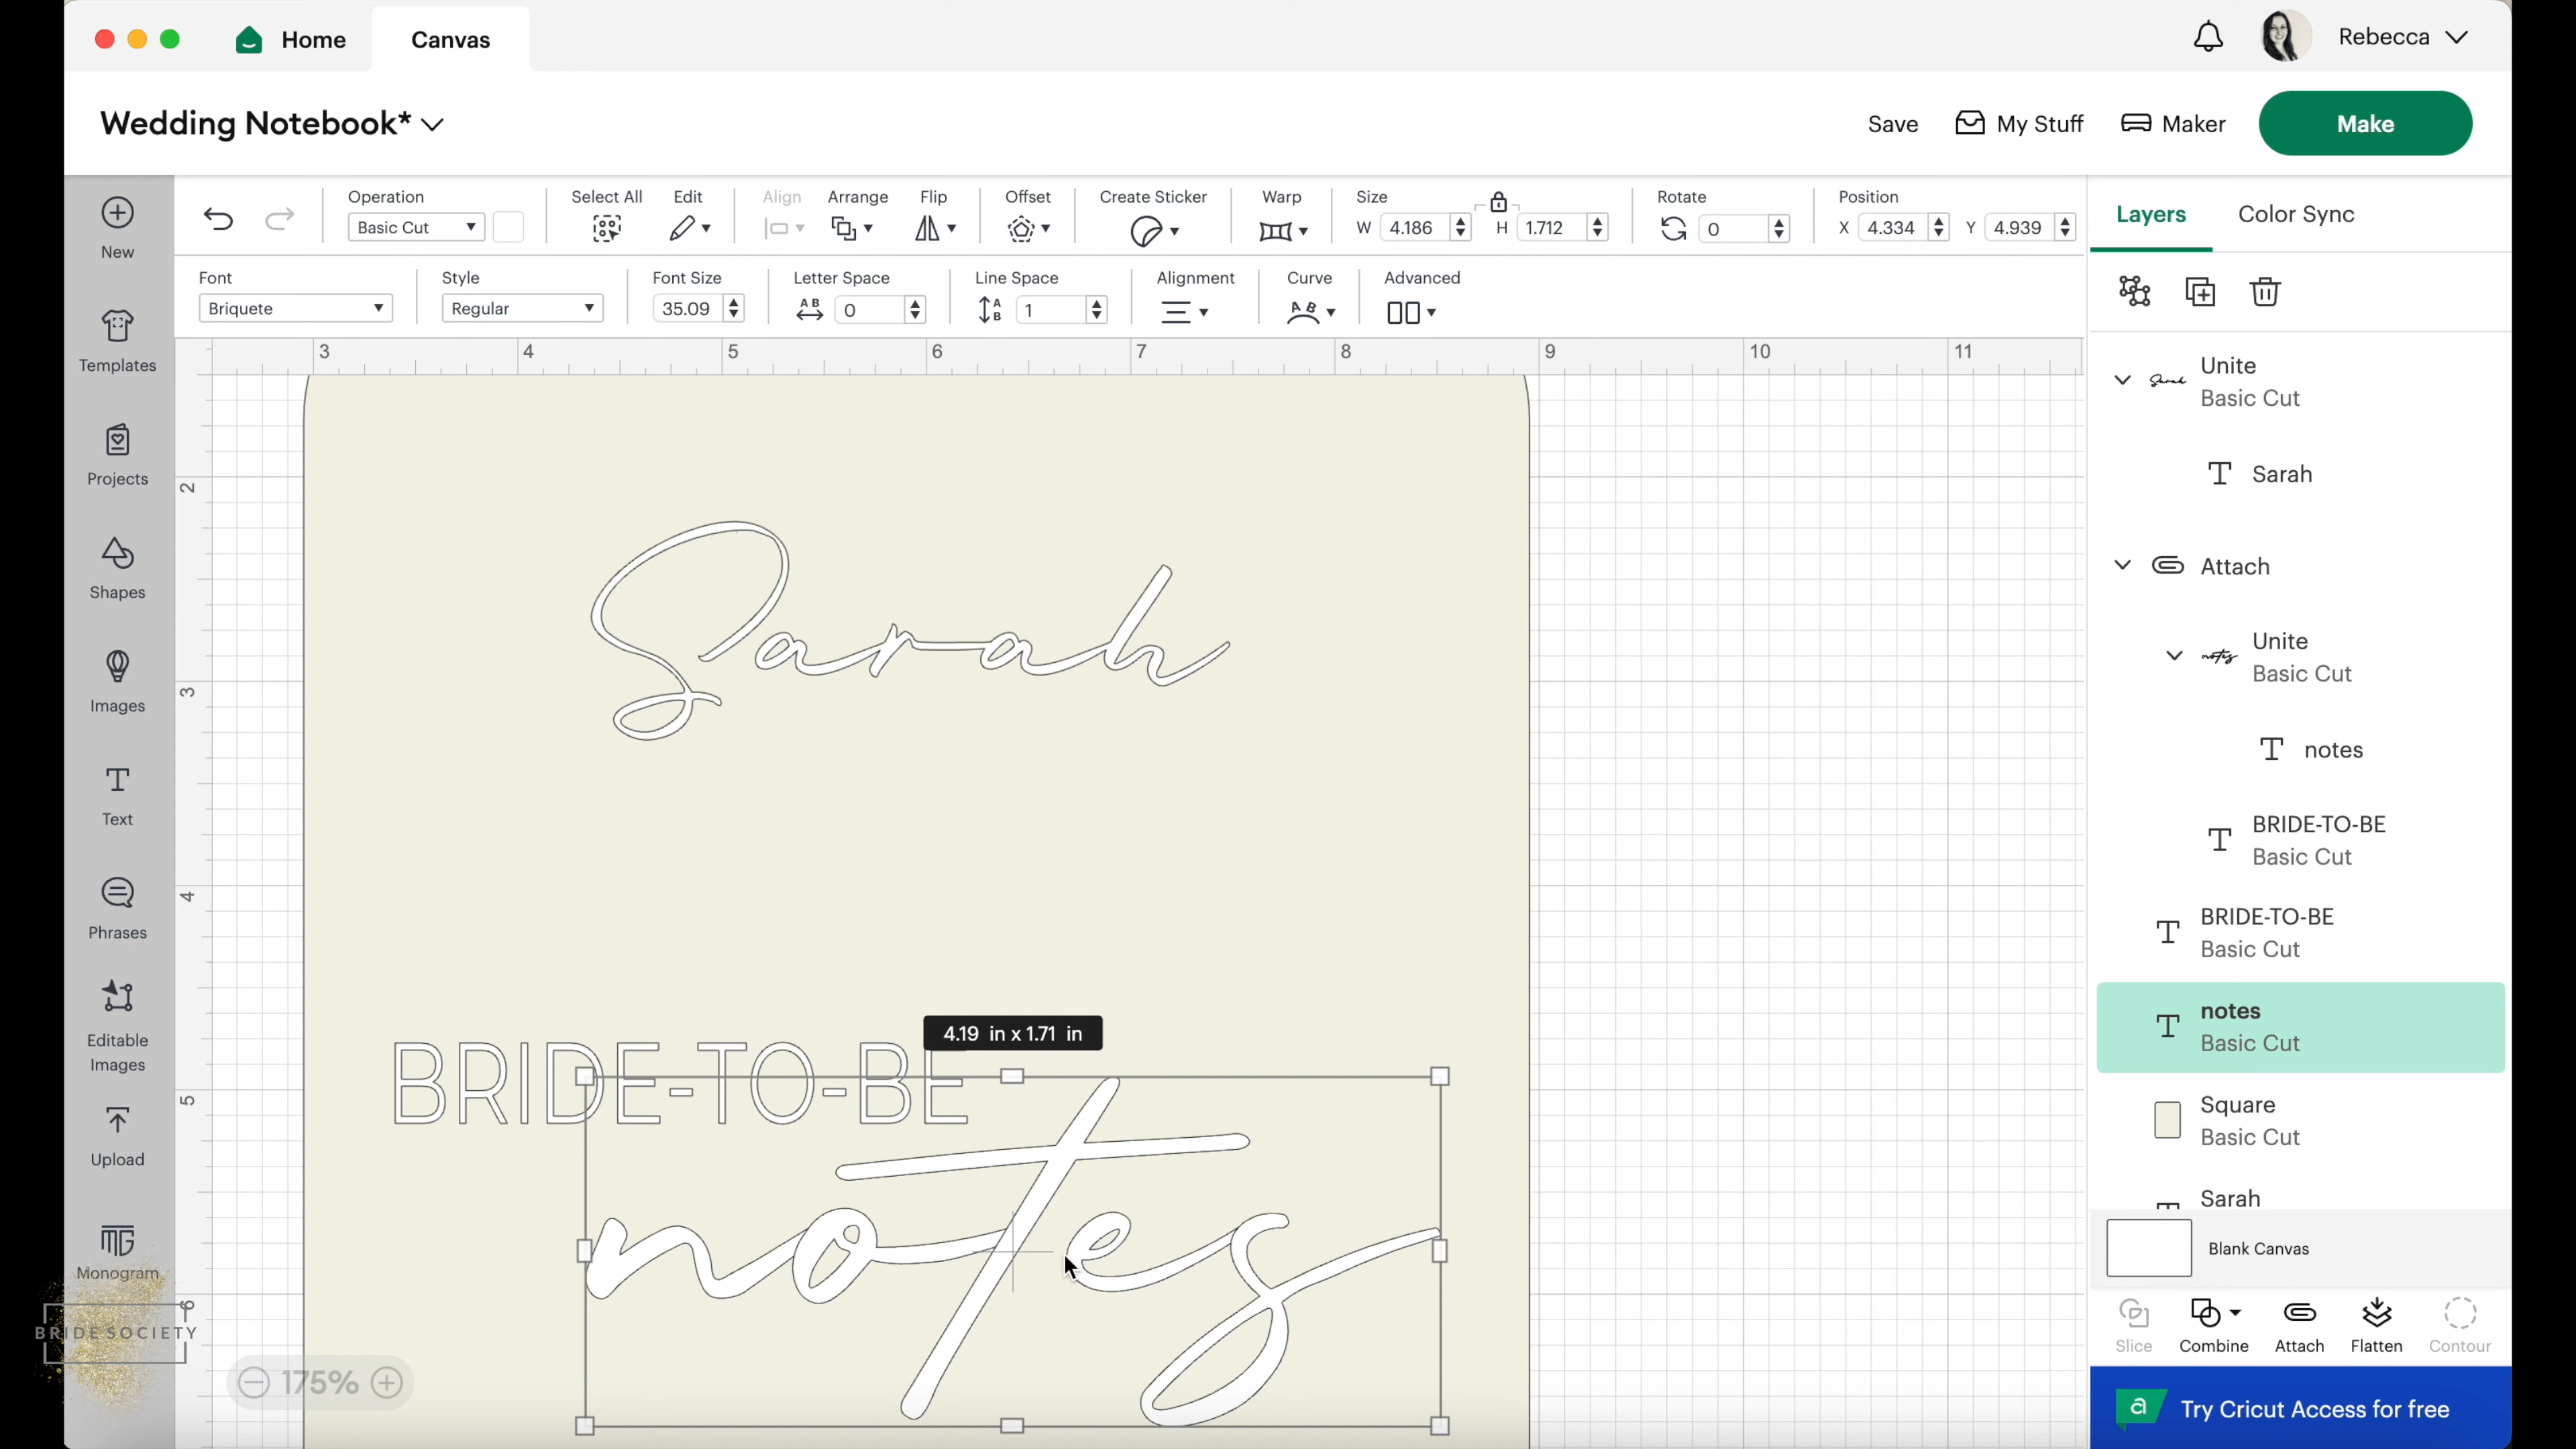 Home
Canvas
Rebecca
Wedding Notebook*
Save
My Stuff
Maker
Make
Operation
Basic Cut
Select All
Edit
Align
Arrange
Flip
Offset
Create Sticker
Warp
Size
W 4.186
H 1.712
Rotate
0
Position
X 4.334
Y 4.939
Font
Briquete
Style
Regular
Font Size
35.09
Letter Space
0
Line Space
1
Alignment
Curve
Advanced
New
Templates
Projects
Shapes
Images
Text
Phrases
Editable
Images
Upload
Monogram
3 4 5 6 7 8 9 10 11
2
3
4
5
6
Sarah
BRIDE-TO-BE
4.19 in x 1.71 in
notes
175%
BRIDE SOCIETY
Layers
Color Sync
Unite
Basic Cut
Sarah
Attach
Unite
Basic Cut
notes
BRIDE-TO-BE
Basic Cut
BRIDE-TO-BE
Basic Cut
notes
Basic Cut
Square
Basic Cut
Sarah
Blank Canvas
Slice
Combine
Attach
Flatten
Contour
a
Try Cricut Access for free